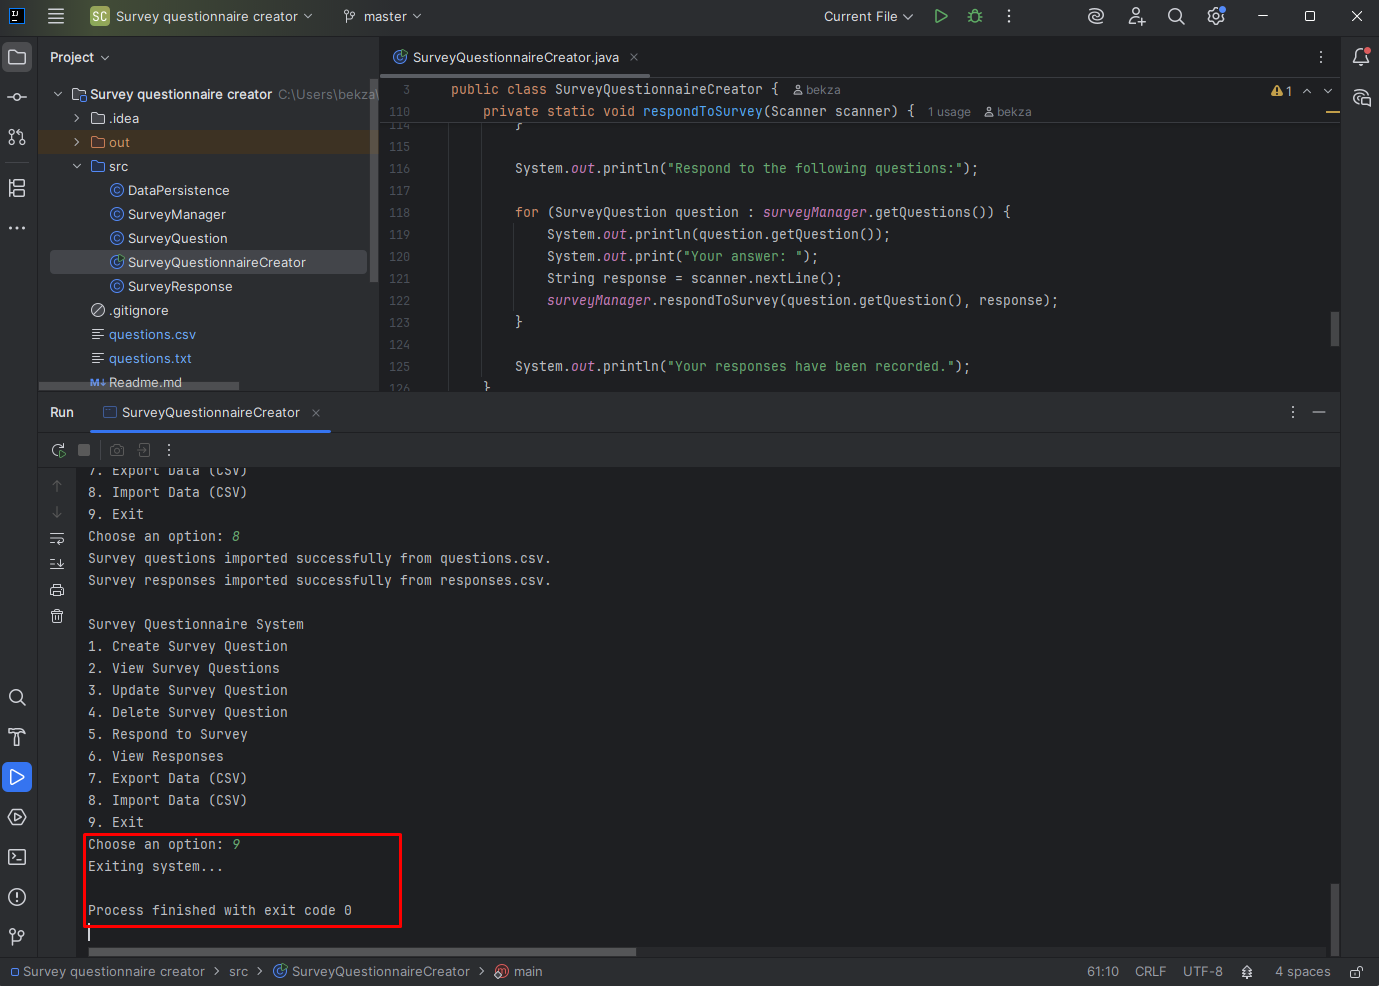 SC Survey questionnaire creator master Current File
Project
Survey questionnaire creator C:\Users\bekza\
.idea
out
src
DataPersistence
SurveyManager
SurveyQuestion
SurveyQuestionnaireCreator
SurveyResponse
.gitignore
questions.csv
questions.txt
M↓ Readme.md
SurveyQuestionnaireCreator.java
3 public class SurveyQuestionnaireCreator { bekza
1
110 private static void respondToSurvey(Scanner scanner) { 1 usage bekza
114 }
115
116 System.out.println("Respond to the following questions:");
117
118 for (SurveyQuestion question : surveyManager.getQuestions()) {
119 System.out.println(question.getQuestion());
120 System.out.print("Your answer: ");
121 String response = scanner.nextLine();
122 surveyManager.respondToSurvey(question.getQuestion(), response);
123 }
124
125 System.out.println("Your responses have been recorded.");
126 }
Run SurveyQuestionnaireCreator
7. Export Data (CSV)
8. Import Data (CSV)
9. Exit
Choose an option: 8
Survey questions imported successfully from questions.csv.
Survey responses imported successfully from responses.csv.
Survey Questionnaire System
1. Create Survey Question
2. View Survey Questions
3. Update Survey Question
4. Delete Survey Question
5. Respond to Survey
6. View Responses
7. Export Data (CSV)
8. Import Data (CSV)
9. Exit
Choose an option: 9
Exiting system...
Process finished with exit code 0
Survey questionnaire creator > src > SurveyQuestionnaireCreator > main 61:10 CRLF UTF-8 4 spaces